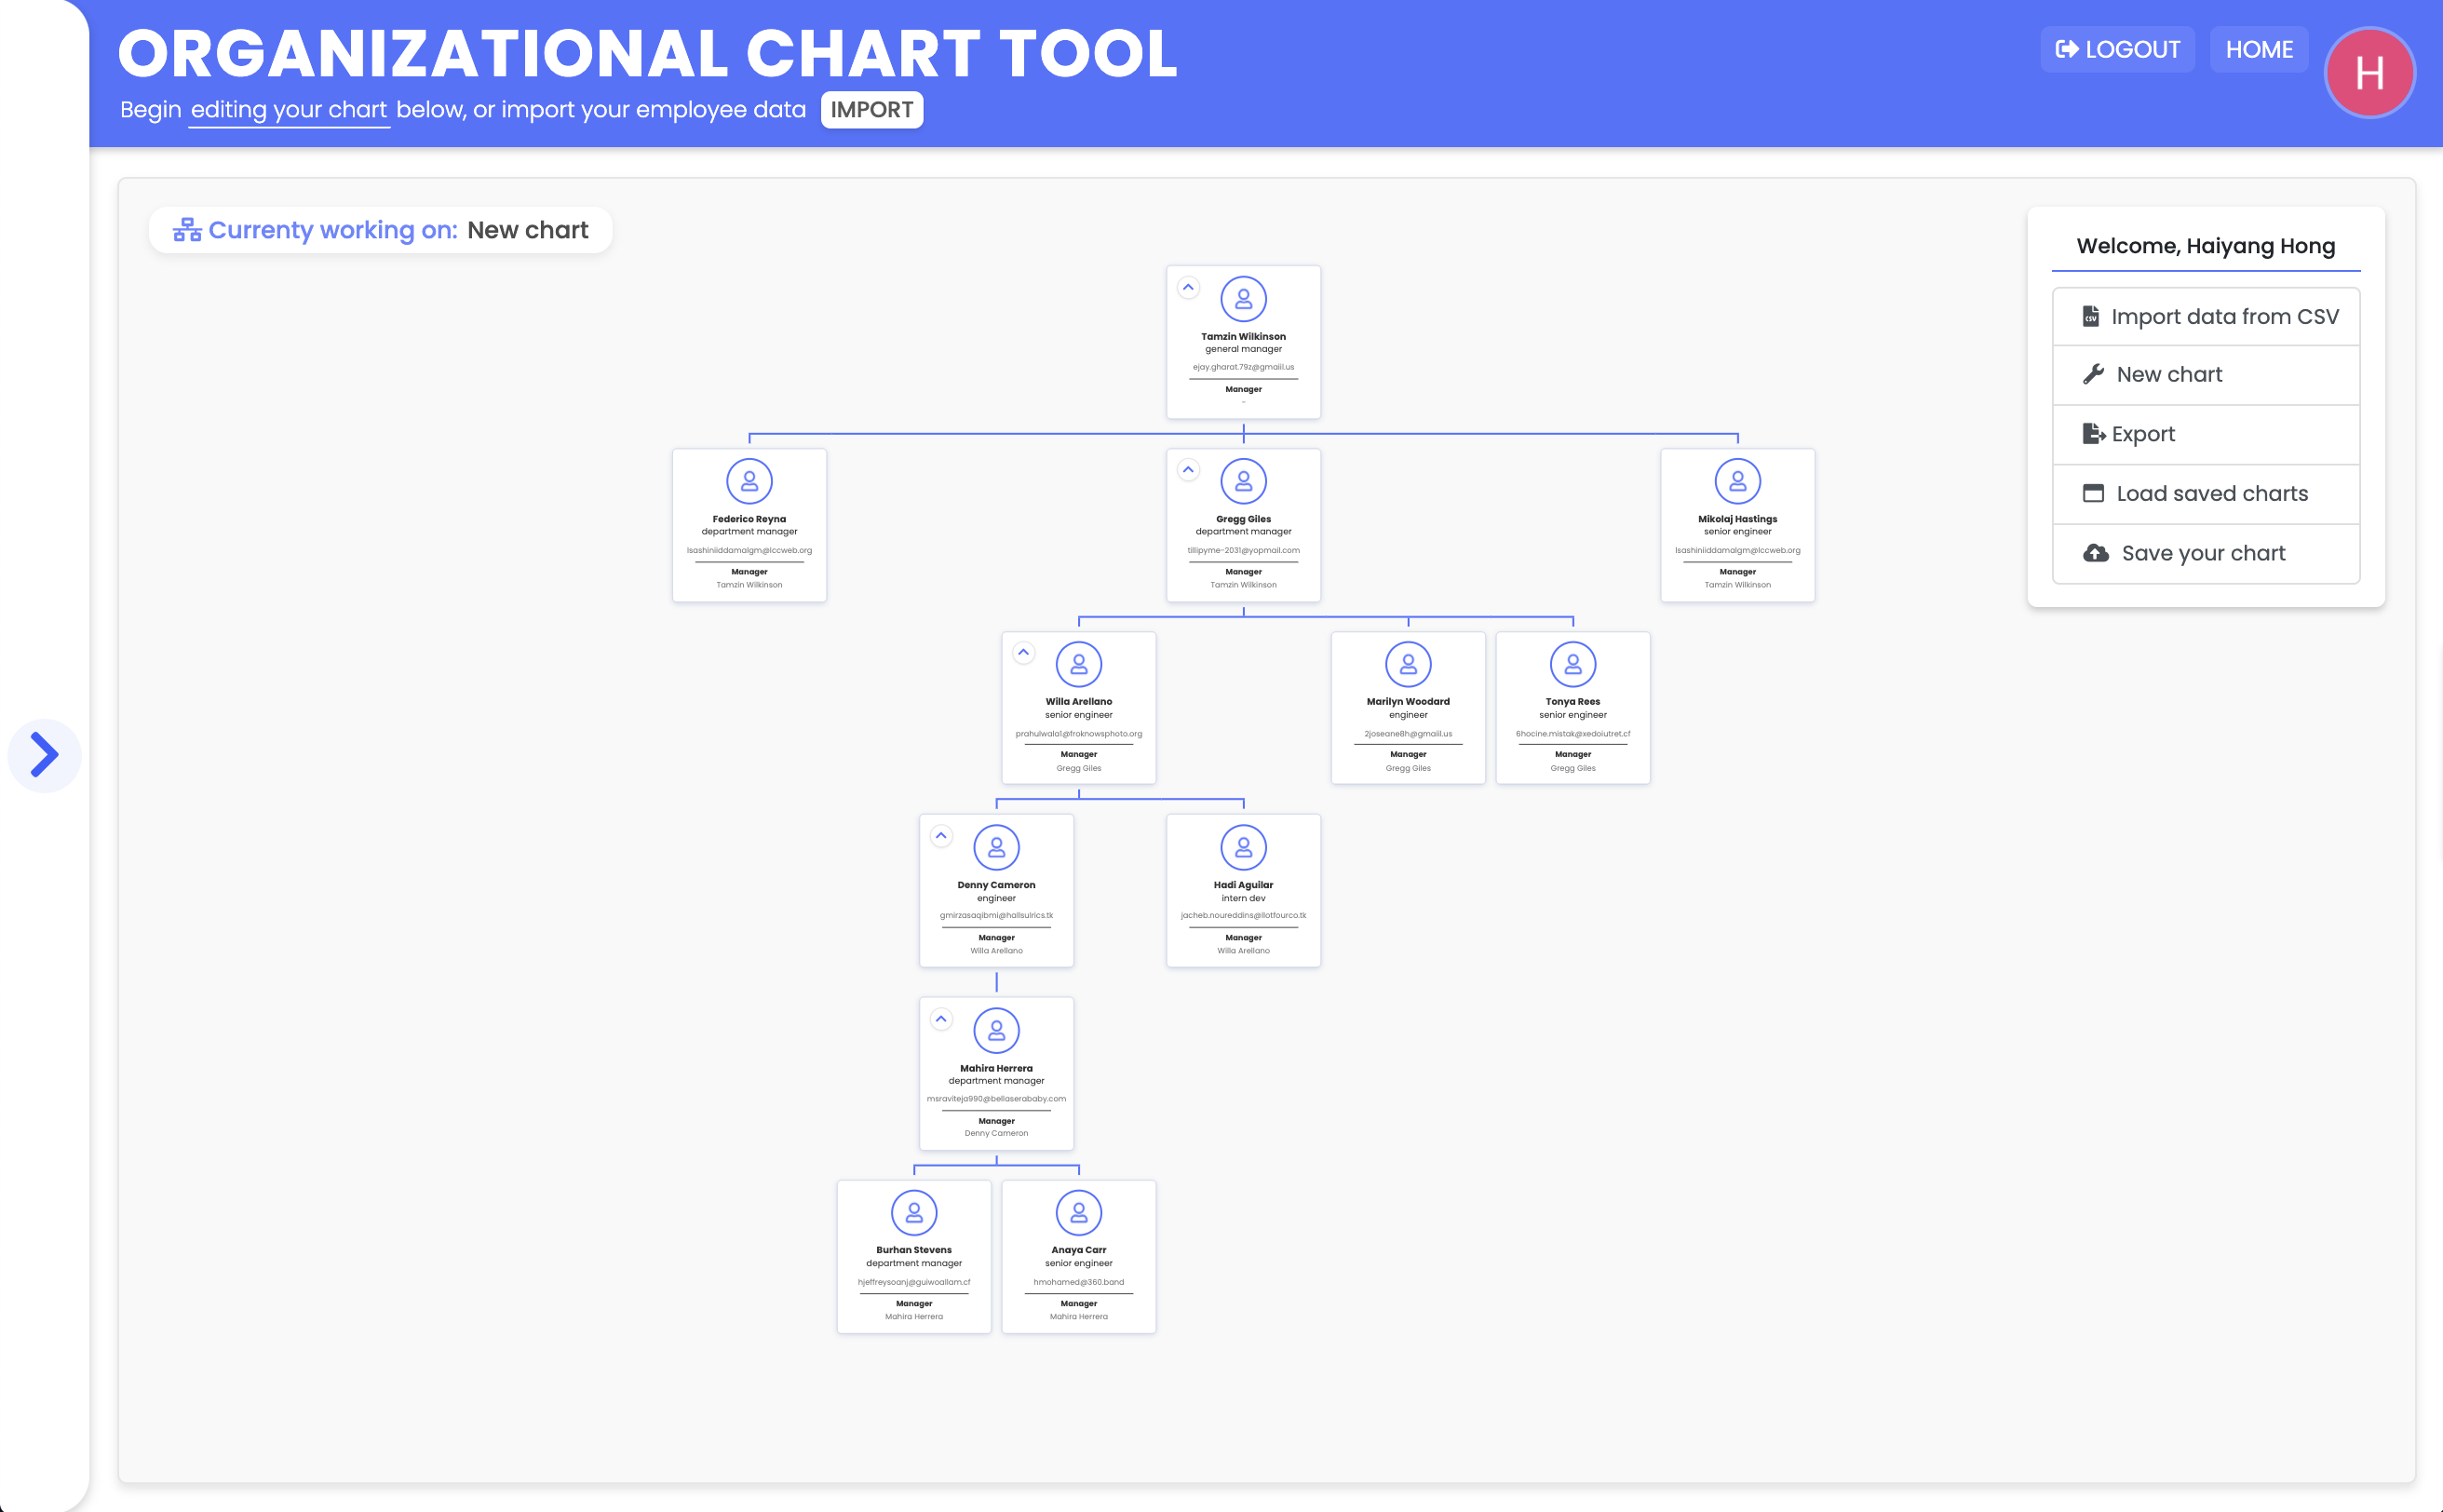 ORGANIZATIONAL CHART TOOL
Begin editing your chart below, or import your employee data IMPORT
LOGOUT
HOME
H
Currenty working on: New chart
Welcome, Haiyang Hong
CSV Import data from CSV
New chart
Export
Load saved charts
Save your chart
Tamzin Wilkinson
general manager
ejay.gharat.79z@gmaiil.us
Manager
-
Federico Reyna
department manager
lsashiniiddamalgm@lccweb.org
Manager
Tamzin Wilkinson
Gregg Giles
department manager
tillipyme-2031@yopmail.com
Manager
Tamzin Wilkinson
Mikolaj Hastings
senior engineer
lsashiniiddamalgm@lccweb.org
Manager
Tamzin Wilkinson
Willa Arellano
senior engineer
prahulwala1@froknowsphoto.org
Manager
Gregg Giles
Marilyn Woodard
engineer
2joseane8h@gmaiil.us
Manager
Gregg Giles
Tonya Rees
senior engineer
6hocine.mistak@xedoiutret.cf
Manager
Gregg Giles
Denny Cameron
engineer
gmirzasaqibmi@hallsulrics.tk
Manager
Willa Arellano
Hadi Aguilar
intern dev
jacheb.noureddins@llotfourco.tk
Manager
Willa Arellano
Mahira Herrera
department manager
msraviteja990@bellaserababy.com
Manager
Denny Cameron
Burhan Stevens
department manager
hjeffreysoanj@guiwoallam.cf
Manager
Mahira Herrera
Anaya Carr
senior engineer
hmohamed@360.band
Manager
Mahira Herrera